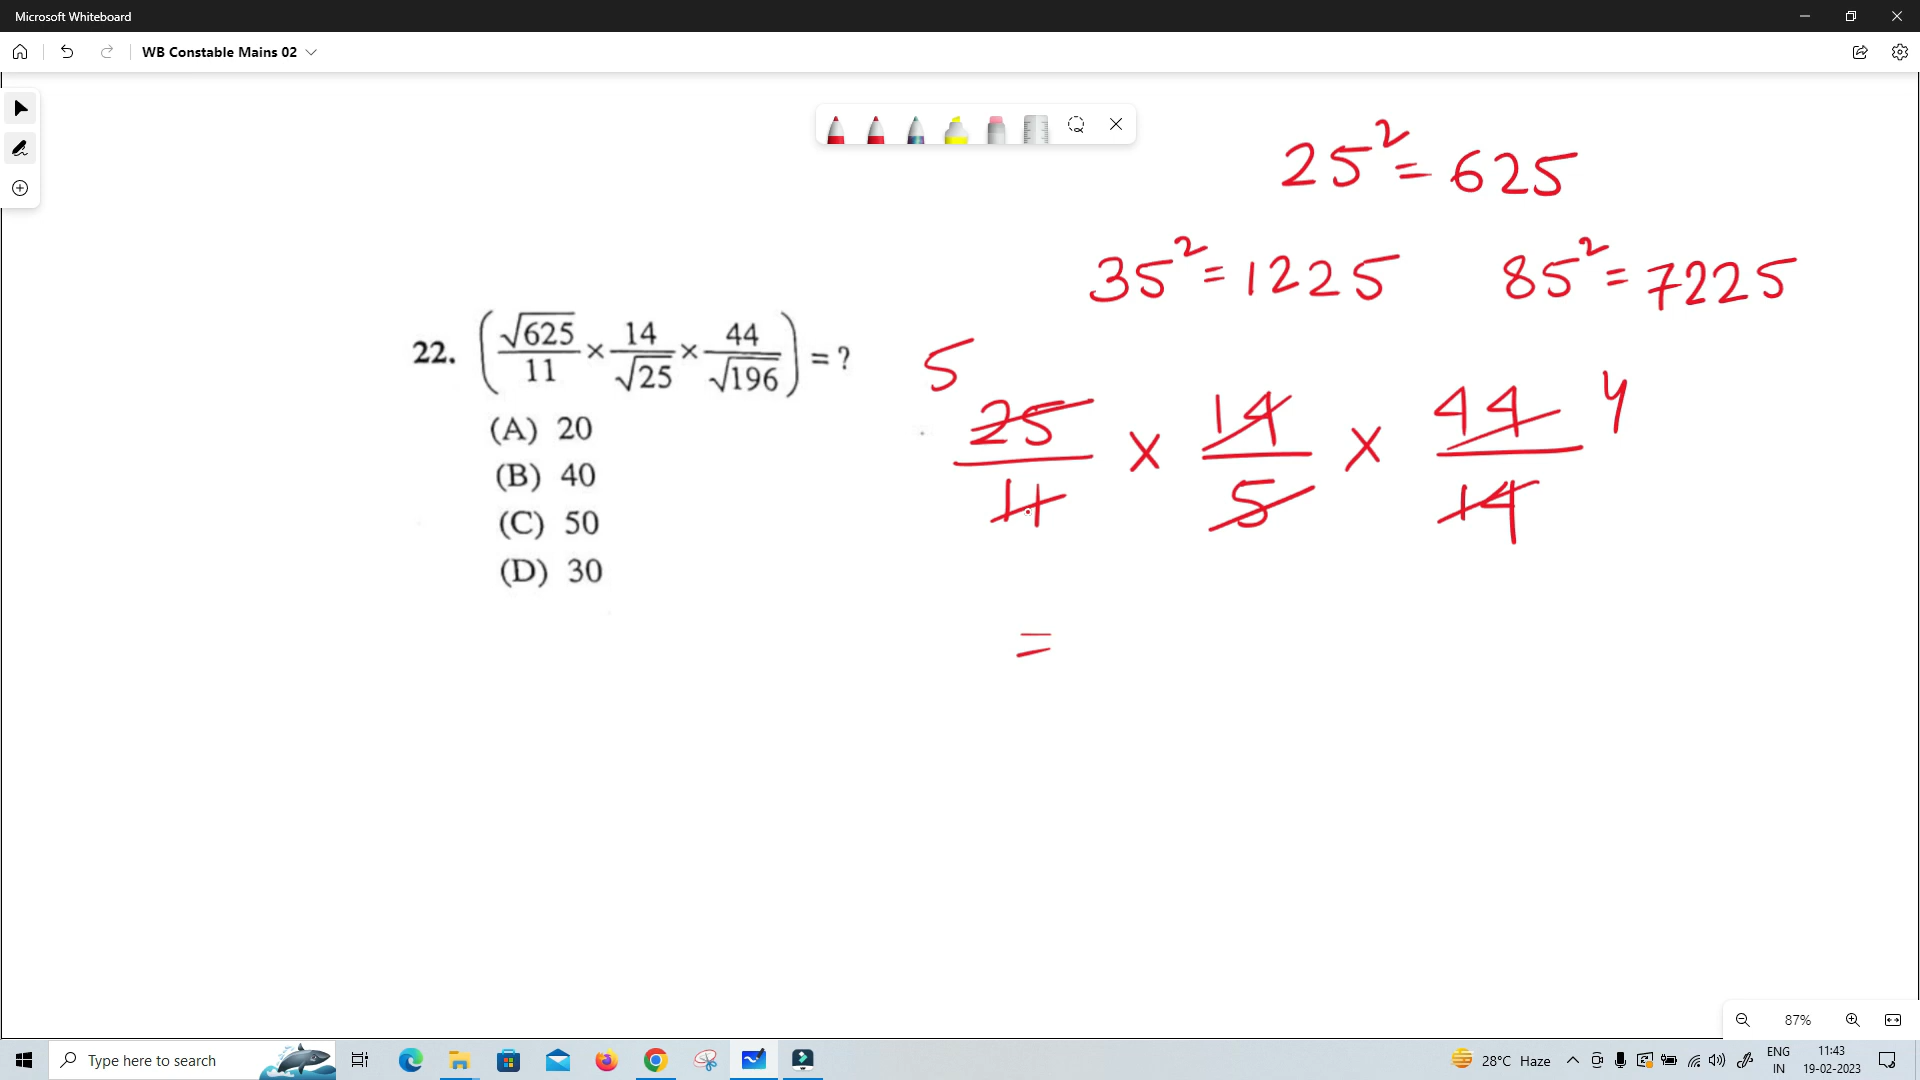 Microsoft Whiteboard
WB Constable Mains 02
25² = 625
35² = 1225 85² = 7225
22. (√625/11 × 14/√25 × 44/√196) = ?
(A) 20
(B) 40
(C) 50
(D) 30
5 4
25/11 × 14/5 × 44/14
=
87%
Type here to search
28°C Haze
ENG
IN
11:43
19-02-2023